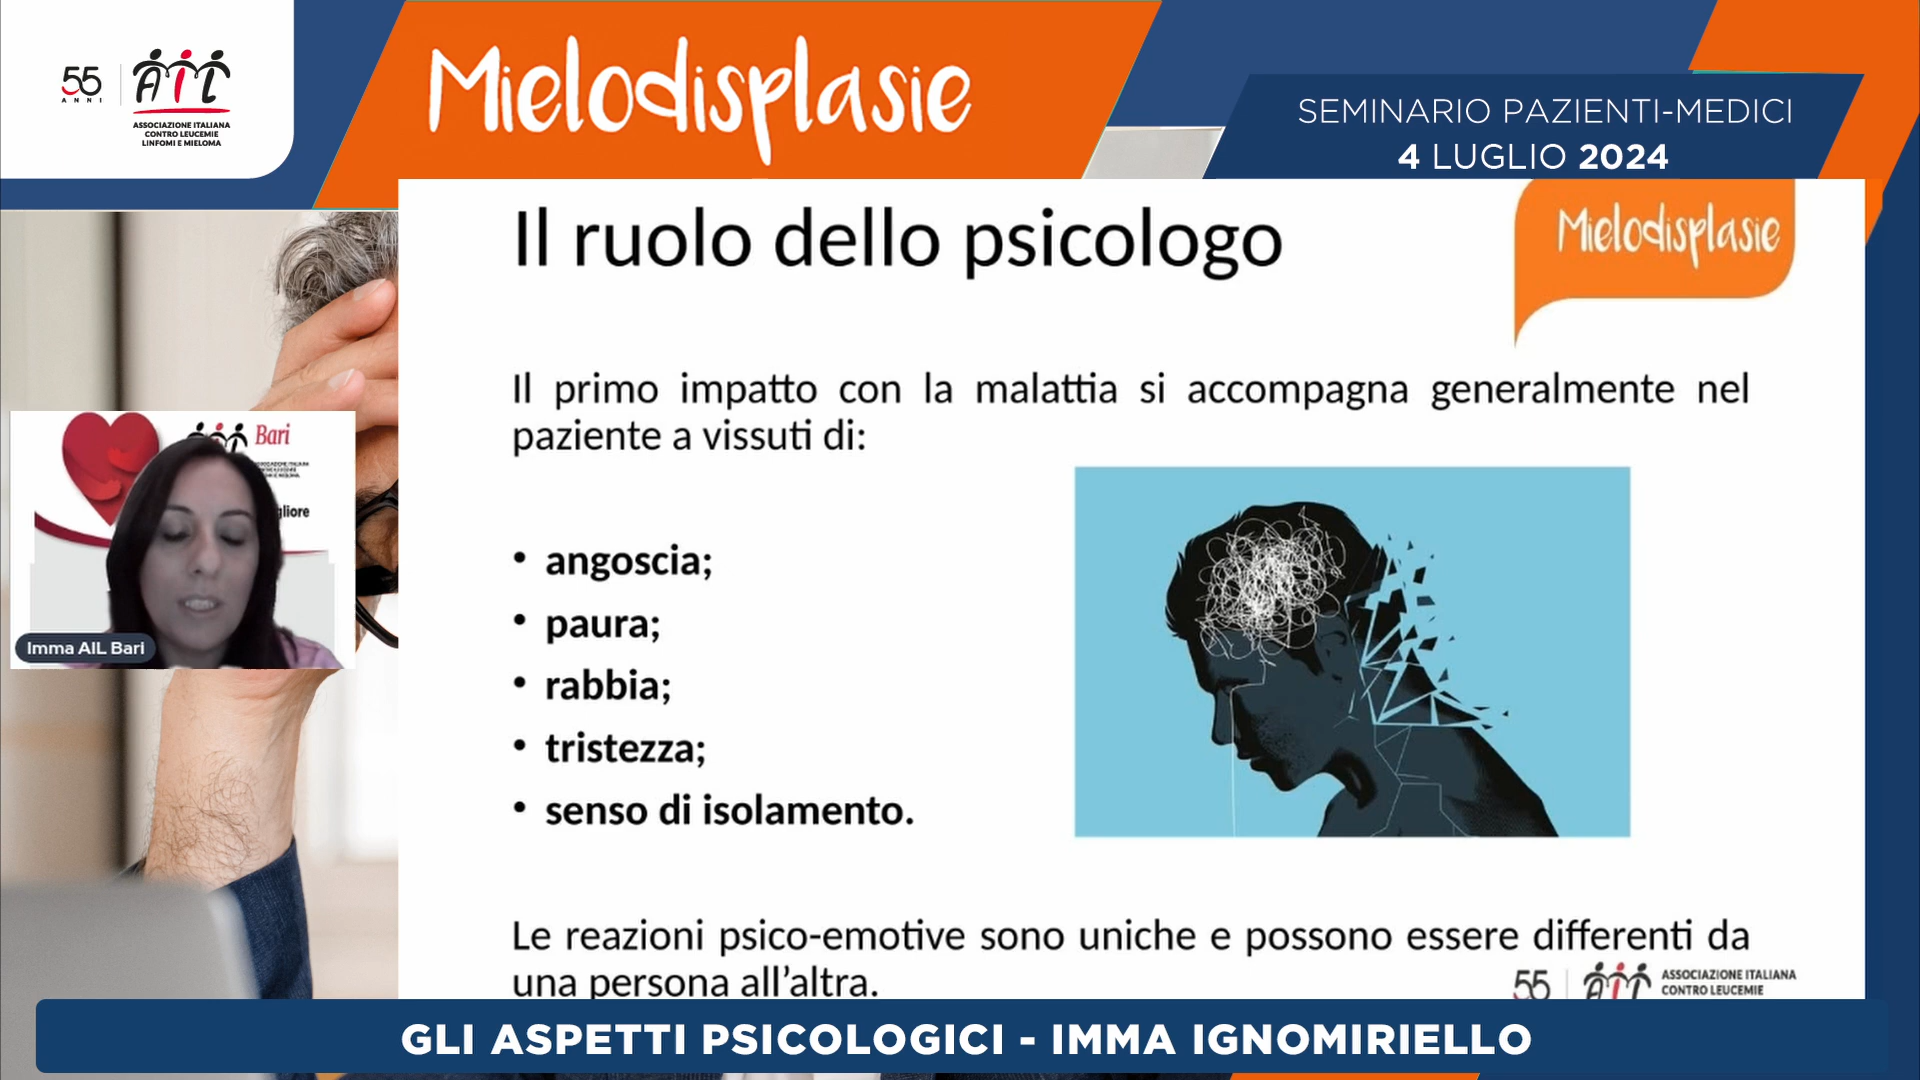 55
ANNI
AIL
ASSOCIAZIONE ITALIANA
CONTRO LEUCEMIE
LINFOMI E MIELOMA
Mielodisplasie
SEMINARIO PAZIENTI-MEDICI
4 LUGLIO 2024
Il ruolo dello psicologo
Mielodisplasie
Il primo impatto con la malattia si accompagna generalmente nel
paziente a vissuti di:
• angoscia;
• paura;
• rabbia;
• tristezza;
• senso di isolamento.
Le reazioni psico-emotive sono uniche e possono essere differenti da
una persona all’altra.
55
AIL
ASSOCIAZIONE ITALIANA
CONTRO LEUCEMIE
Bari
gliore
Imma AIL Bari
GLI ASPETTI PSICOLOGICI - IMMA IGNOMIRIELLO